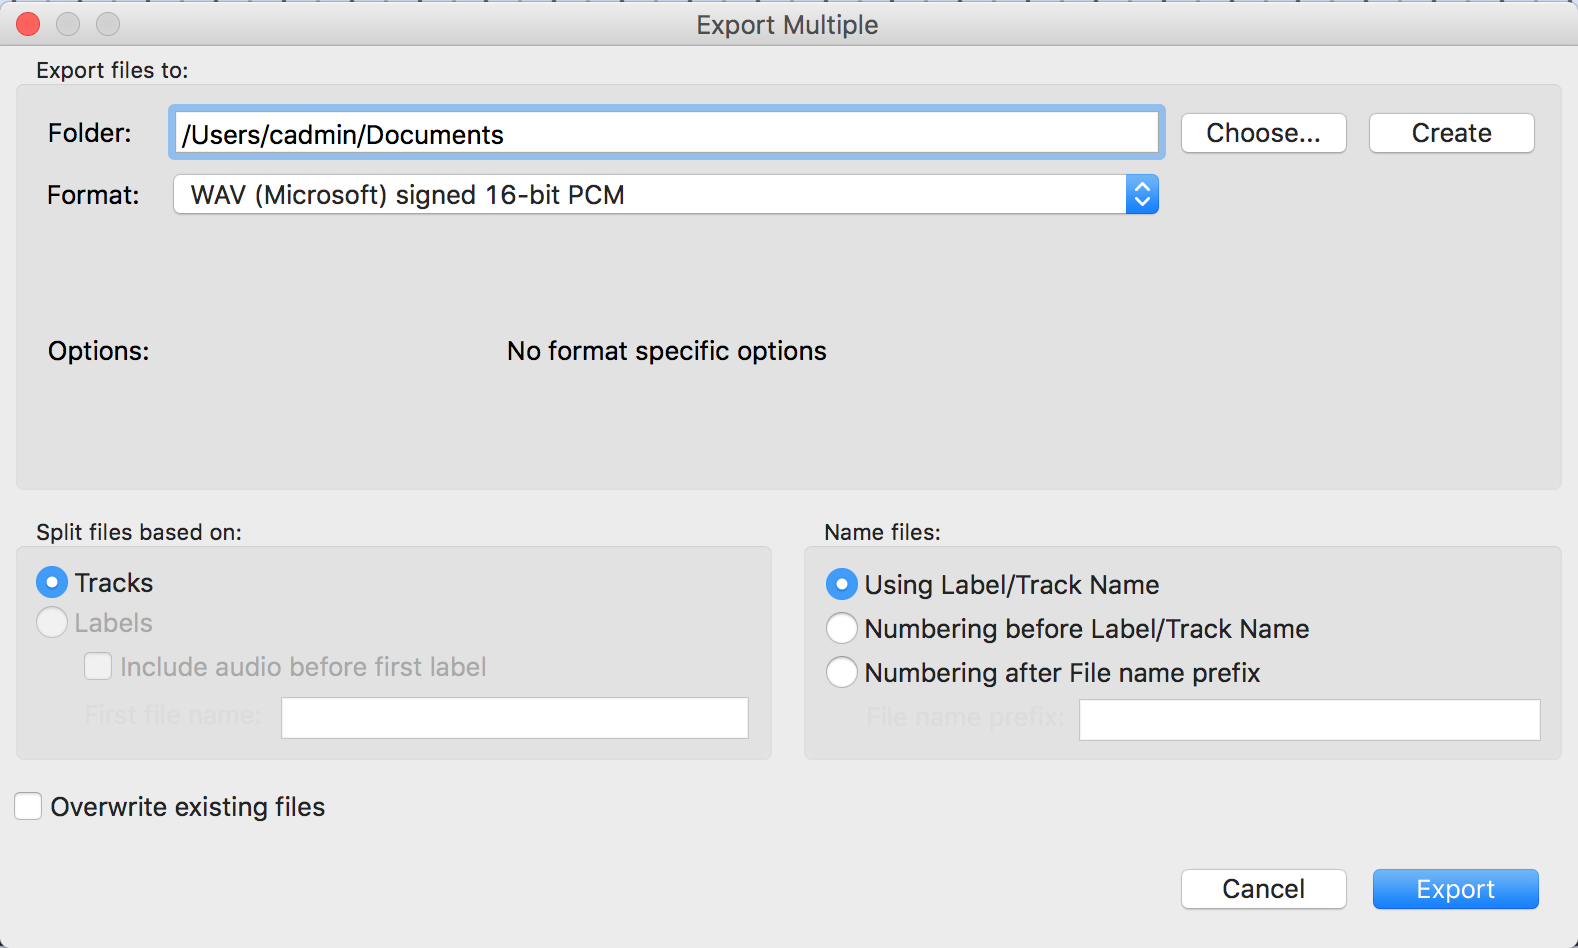 Export Multiple
Export files to:
Folder: /Users/cadmin/Documents Choose... Create
Format: WAV (Microsoft) signed 16-bit PCM
Options: No format specific options
Split files based on:
Tracks
Labels
Include audio before first label
First file name:
Name files:
Using Label/Track Name
Numbering before Label/Track Name
Numbering after File name prefix
File name prefix:
Overwrite existing files
Cancel Export